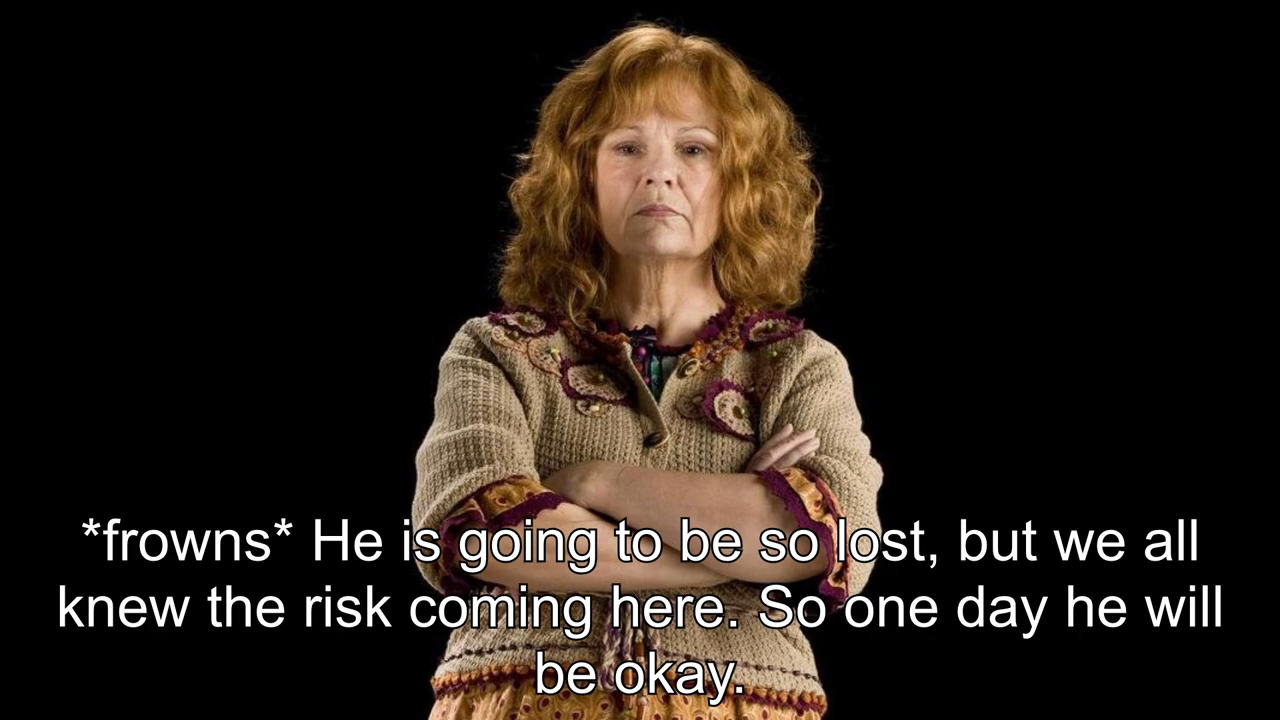 *frowns* He is going to be so lost, but we all
knew the risk coming here. So one day he will
be okay.